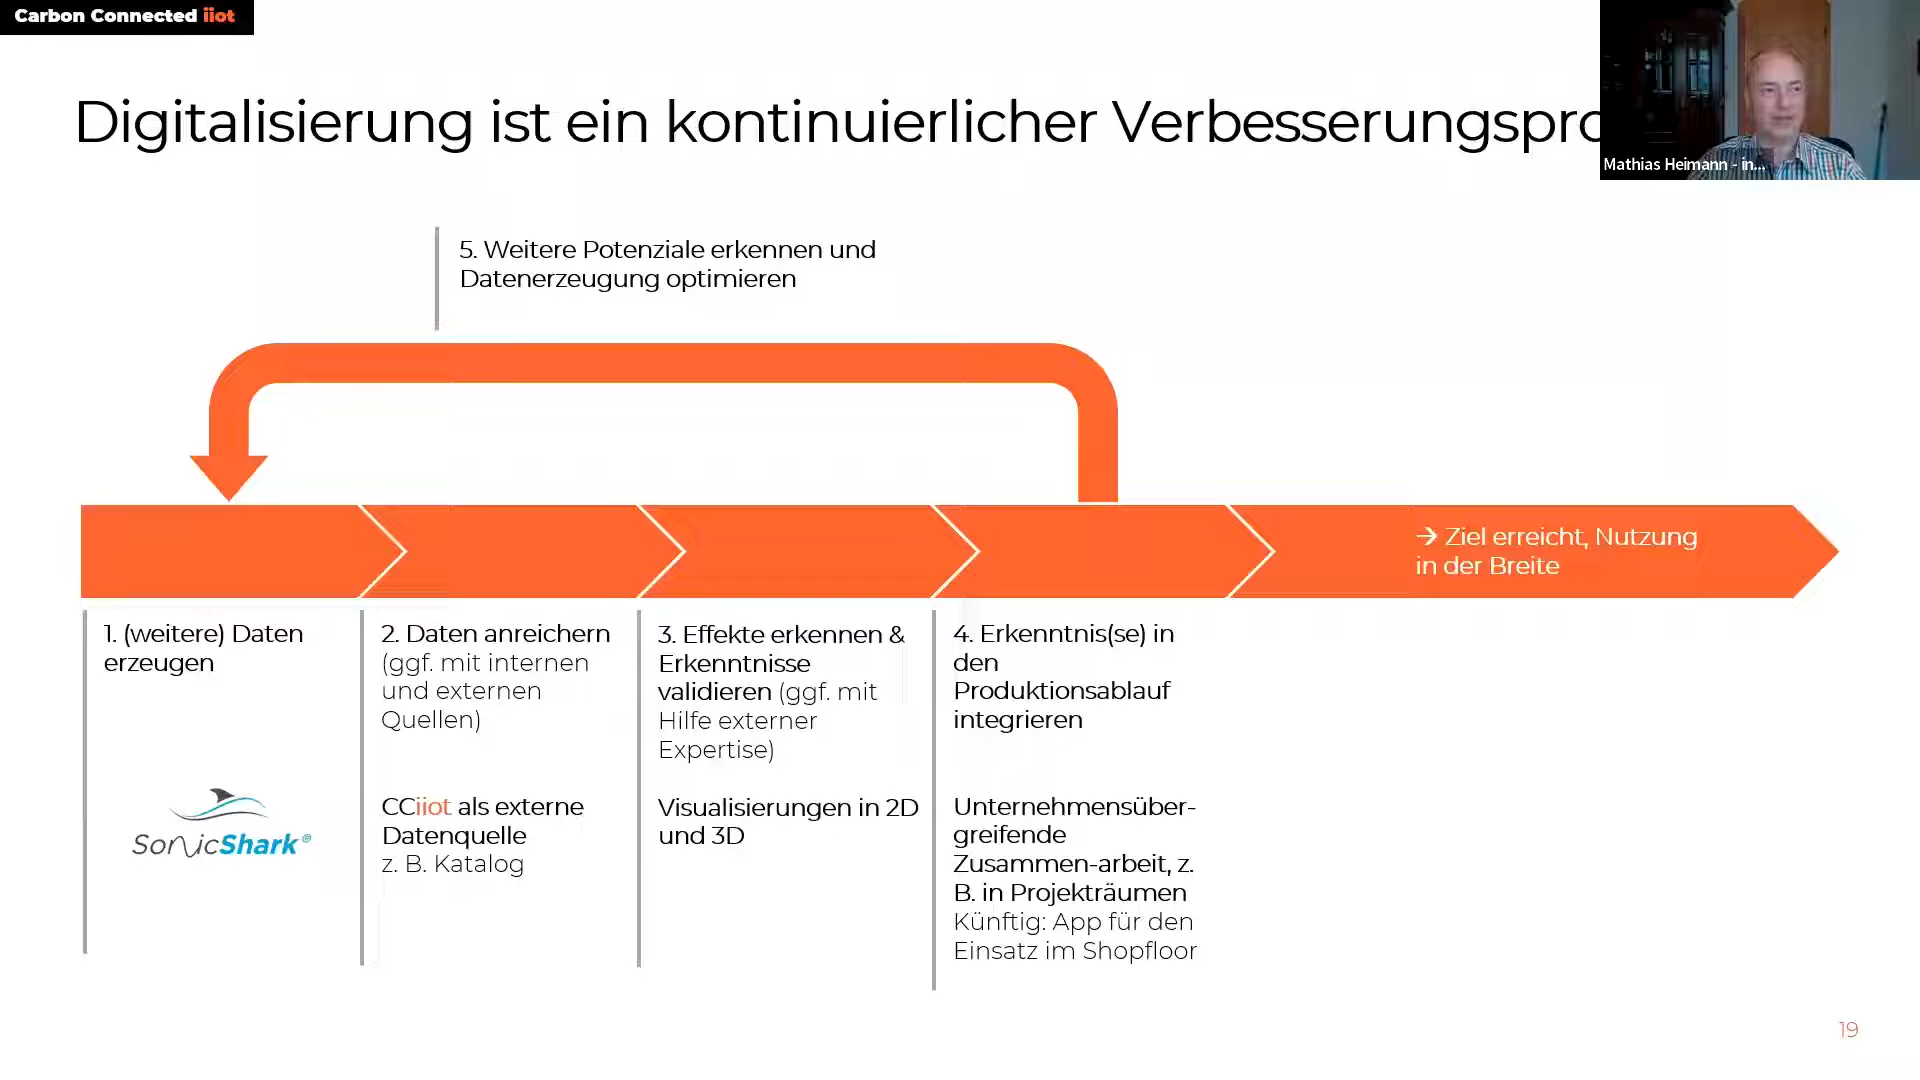 Carbon Connected iiot
Digitalisierung ist ein kontinuierlicher Verbesserungspro
Mathias Heimann - in...
5. Weitere Potenziale erkennen und
Datenerzeugung optimieren
→ Ziel erreicht, Nutzung
in der Breite
1. (weitere) Daten
erzeugen
SonicShark®
2. Daten anreichern
(ggf. mit internen
und externen
Quellen)
CCiiot als externe
Datenquelle
z. B. Katalog
3. Effekte erkennen &
Erkenntnisse
validieren (ggf. mit
Hilfe externer
Expertise)
Visualisierungen in 2D
und 3D
4. Erkenntnis(se) in
den
Produktionsablauf
integrieren
Unternehmensüber-
greifende
Zusammen-arbeit, z.
B. in Projekträumen
Künftig: App für den
Einsatz im Shopfloor
19